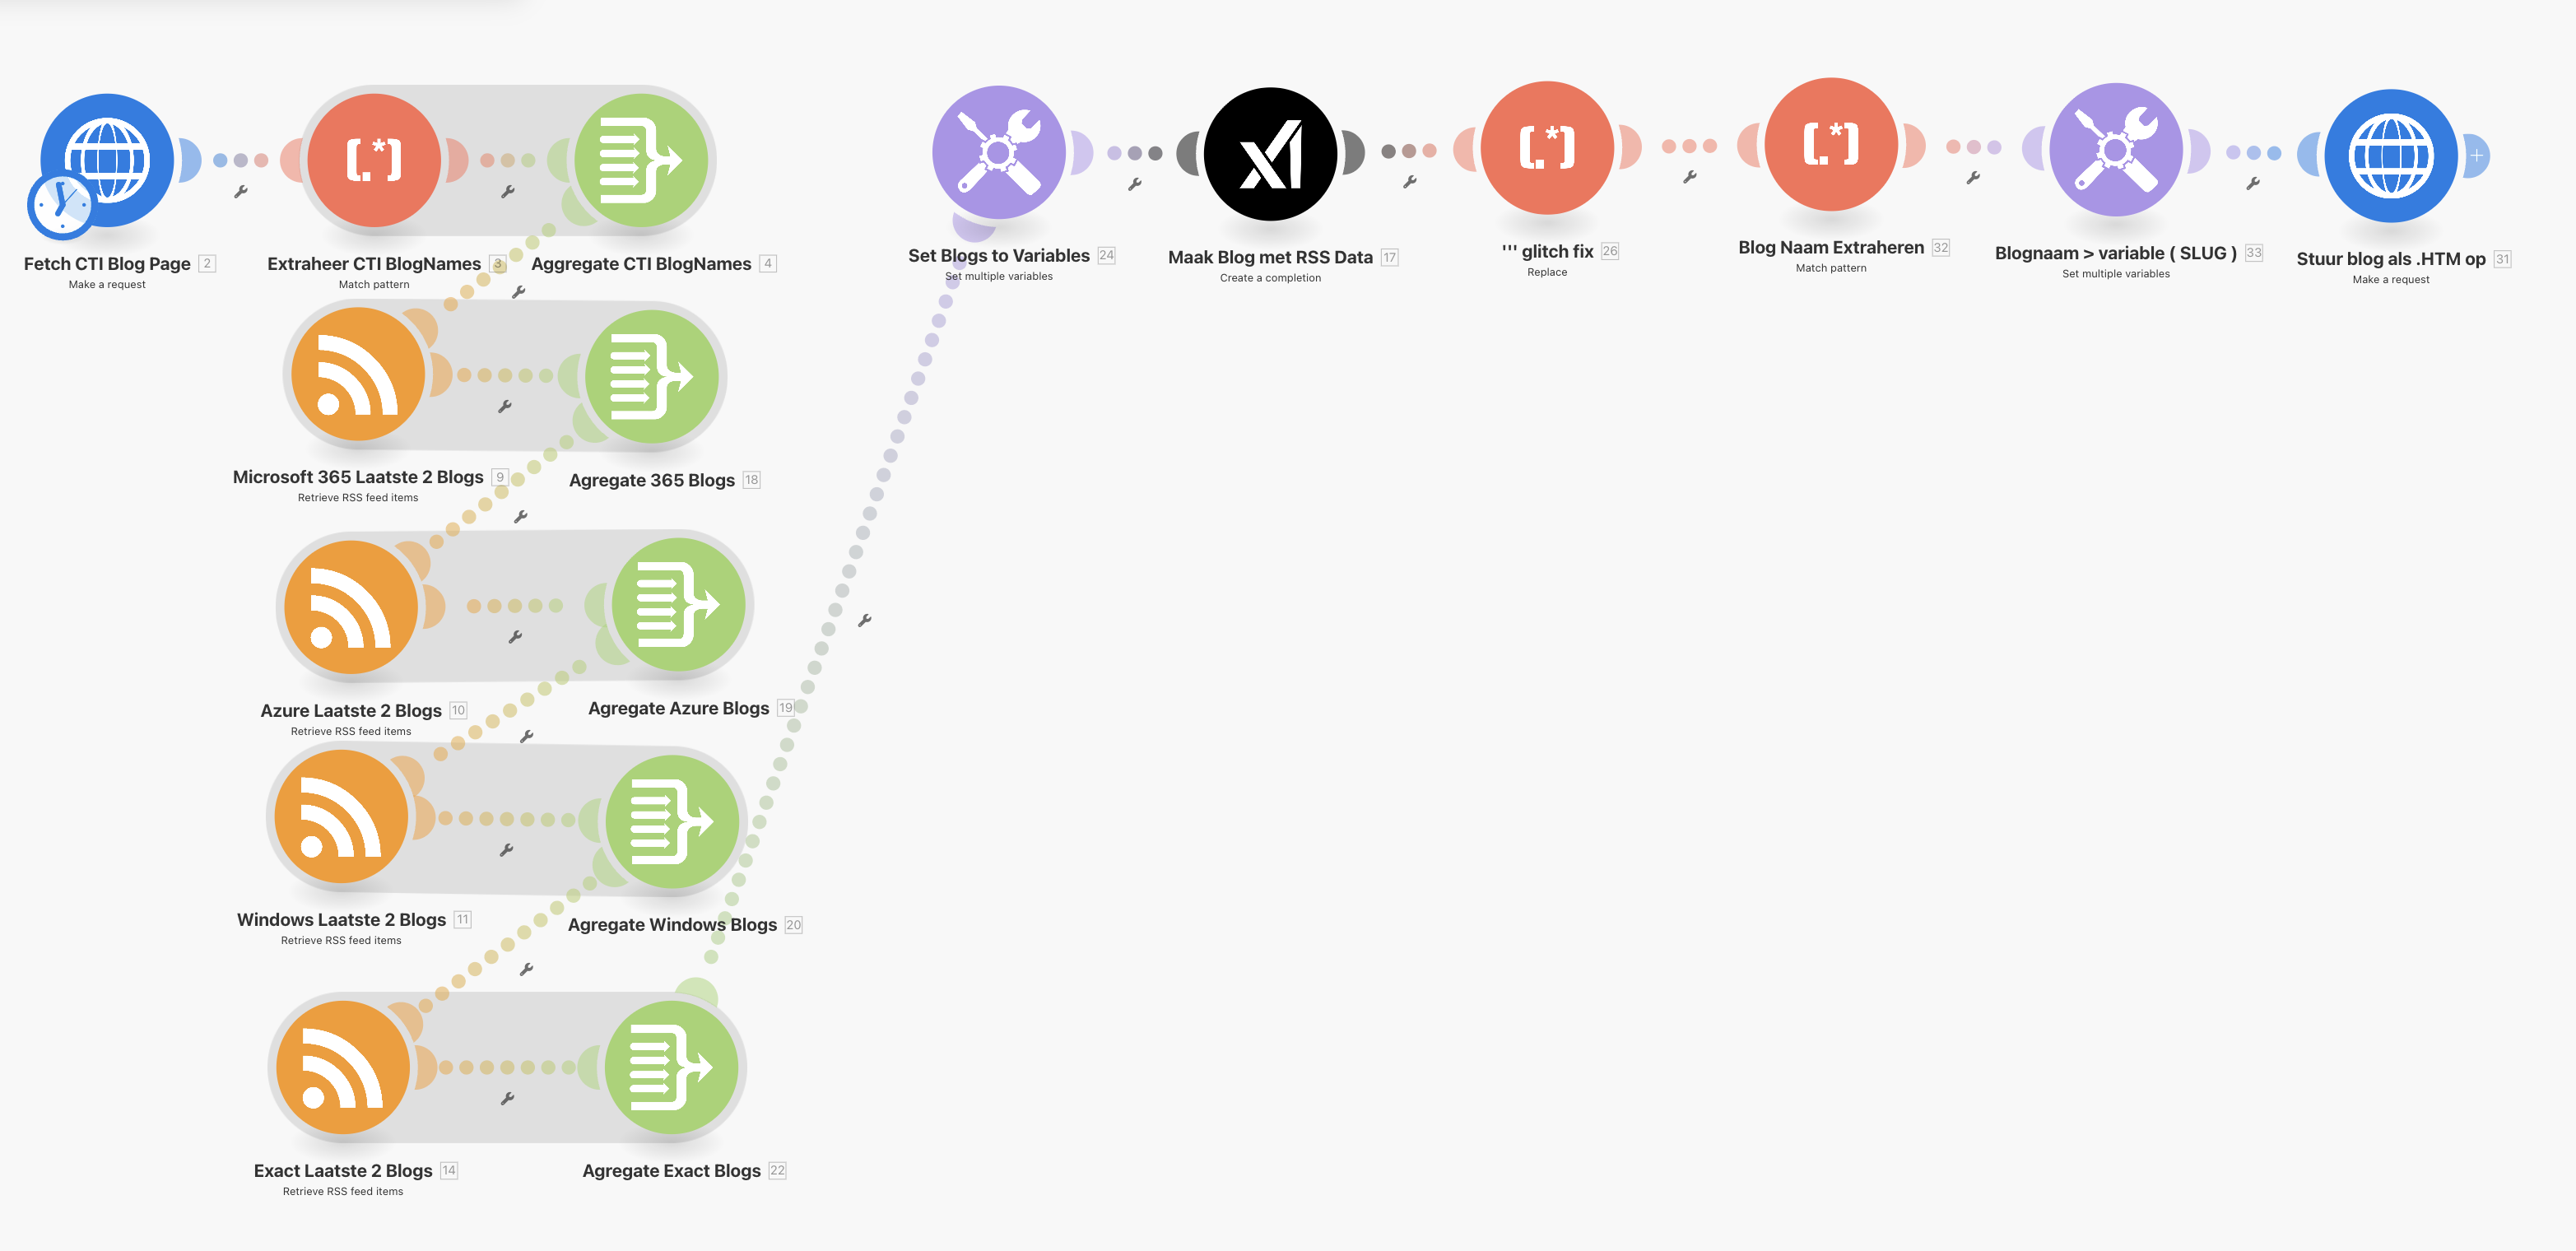 Fetch CTI Blog Page 2
Make a request
Extraheer CTI BlogNames 3
Match pattern
Aggregate CTI BlogNames 4
Set Blogs to Variables 24
Set multiple variables
Maak Blog met RSS Data 17
Create a completion
''' glitch fix 26
Replace
Blog Naam Extraheren 32
Match pattern
Blognaam > variable ( SLUG ) 33
Set multiple variables
Stuur blog als .HTM op 31
Make a request
Microsoft 365 Laatste 2 Blogs 9
Retrieve RSS feed items
Agregate 365 Blogs 18
Azure Laatste 2 Blogs 10
Retrieve RSS feed items
Agregate Azure Blogs 19
Windows Laatste 2 Blogs 11
Retrieve RSS feed items
Agregate Windows Blogs 20
Exact Laatste 2 Blogs 14
Retrieve RSS feed items
Agregate Exact Blogs 22